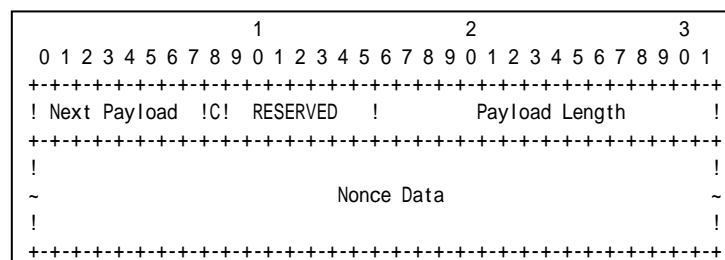 1                   2                   3
 0 1 2 3 4 5 6 7 8 9 0 1 2 3 4 5 6 7 8 9 0 1 2 3 4 5 6 7 8 9 0 1
+-+-+-+-+-+-+-+-+-+-+-+-+-+-+-+-+-+-+-+-+-+-+-+-+-+-+-+-+-+-+-+-+
! Next Payload  !C!  RESERVED   !         Payload Length        !
+-+-+-+-+-+-+-+-+-+-+-+-+-+-+-+-+-+-+-+-+-+-+-+-+-+-+-+-+-+-+-+-+
!                                                               !
~                            Nonce Data                         ~
!                                                               !
+-+-+-+-+-+-+-+-+-+-+-+-+-+-+-+-+-+-+-+-+-+-+-+-+-+-+-+-+-+-+-+-+